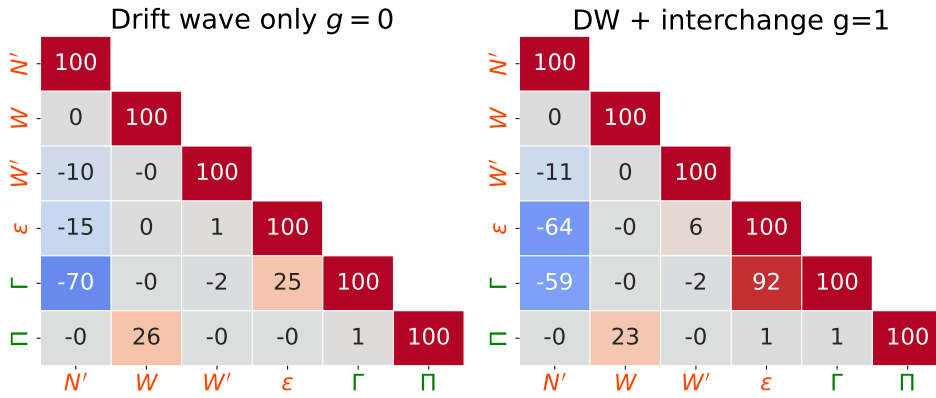 Drift wave only g = 0
N′ 100
W 0 100
W′ -10 -0 100
ε -15 0 1 100
Γ -70 -0 -2 25 100
Π -0 26 -0 -0 1 100
N′ W W′ ε Γ Π
DW + interchange g=1
N′ 100
W 0 100
W′ -11 0 100
ε -64 -0 6 100
Γ -59 -0 -2 92 100
Π -0 23 -0 1 1 100
N′ W W′ ε Γ Π